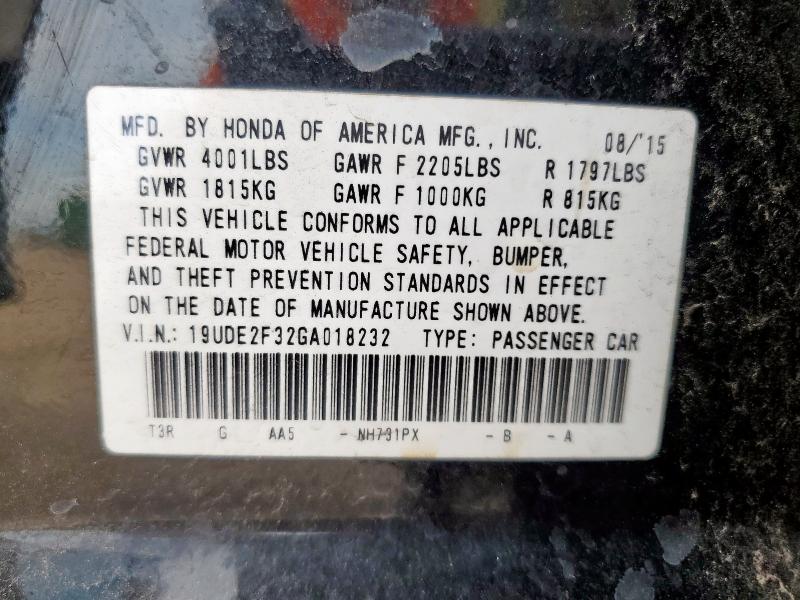 MFD. BY HONDA OF AMERICA MFG., INC. 08/'15
GVWR 4001LBS GAWR F 2205LBS R 1797LBS
GVWR 1815KG GAWR F 1000KG R 815KG
THIS VEHICLE CONFORMS TO ALL APPLICABLE
FEDERAL MOTOR VEHICLE SAFETY, BUMPER,
AND THEFT PREVENTION STANDARDS IN EFFECT
ON THE DATE OF MANUFACTURE SHOWN ABOVE.
V.I.N.: 19UDE2F32GA018232 TYPE: PASSENGER CAR
T3R G AA5 - NH731PX - B - A